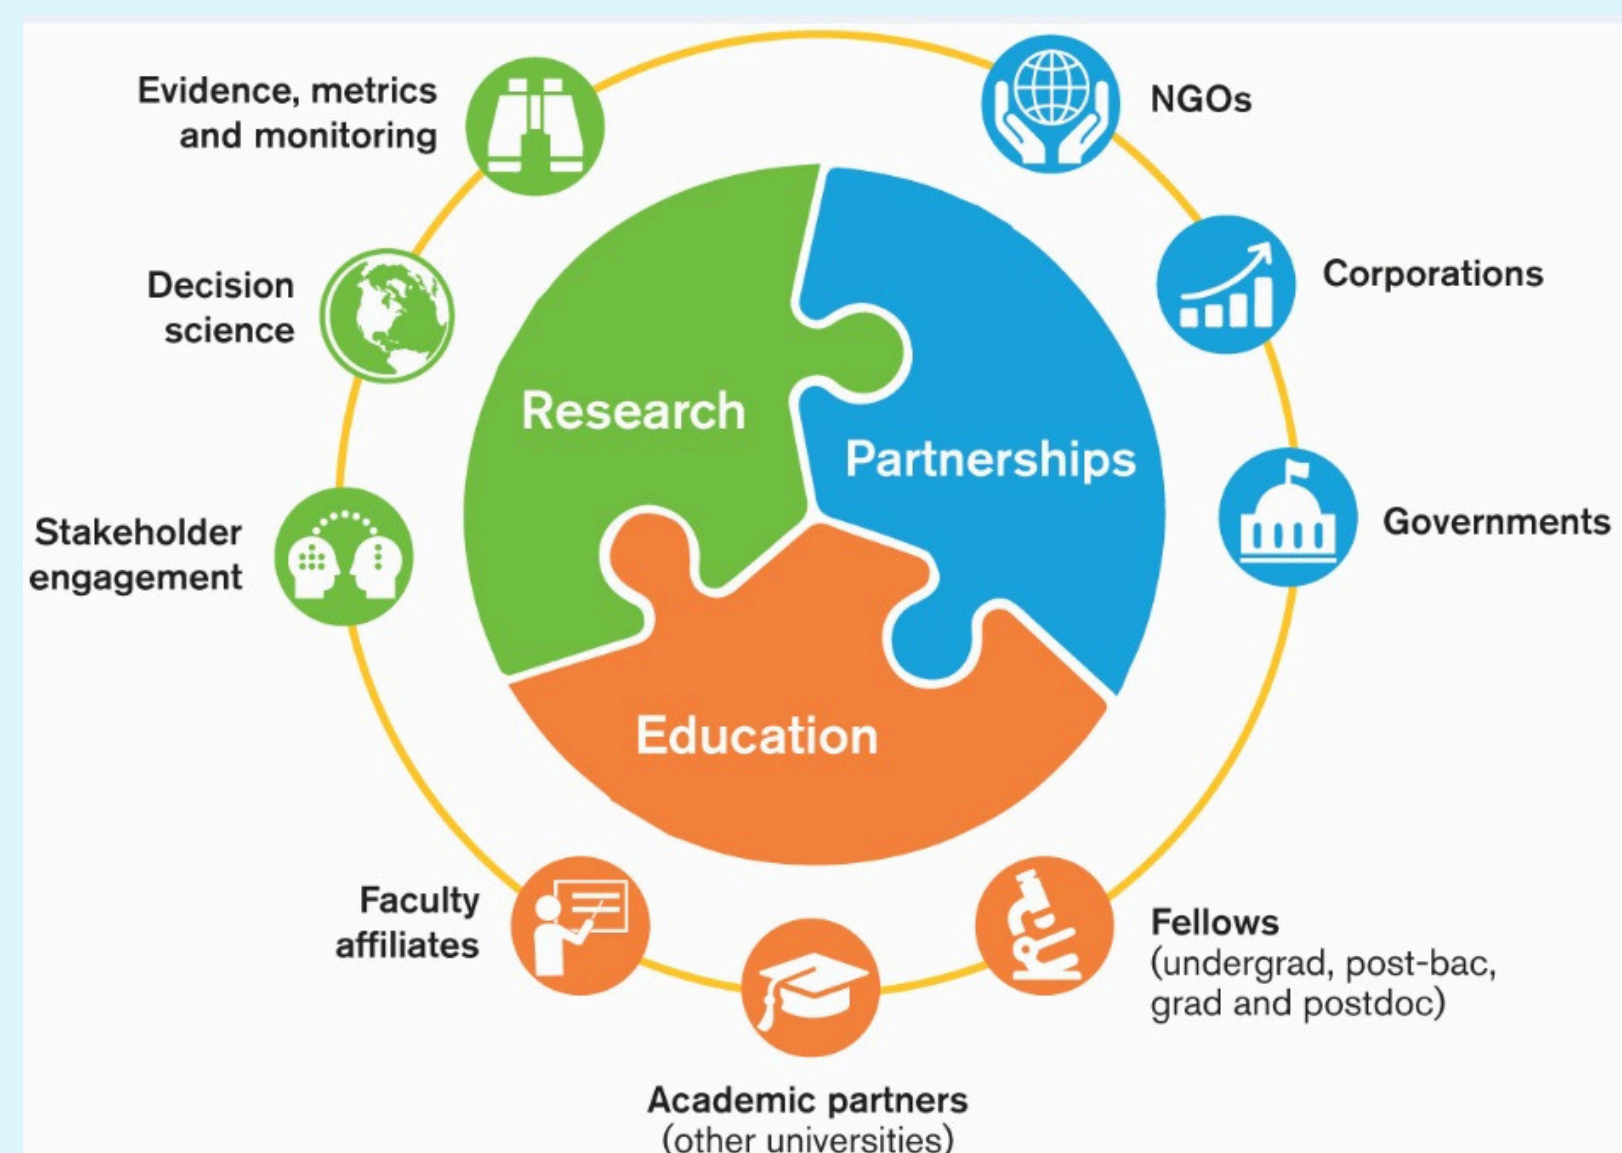 Evidence, metrics
and monitoring
NGOs
Decision
science
Corporations
Research
Partnerships
Stakeholder
engagement
Governments
Education
Faculty
affiliates
Fellows
(undergrad, post-bac,
grad and postdoc)
Academic partners
(other universities)